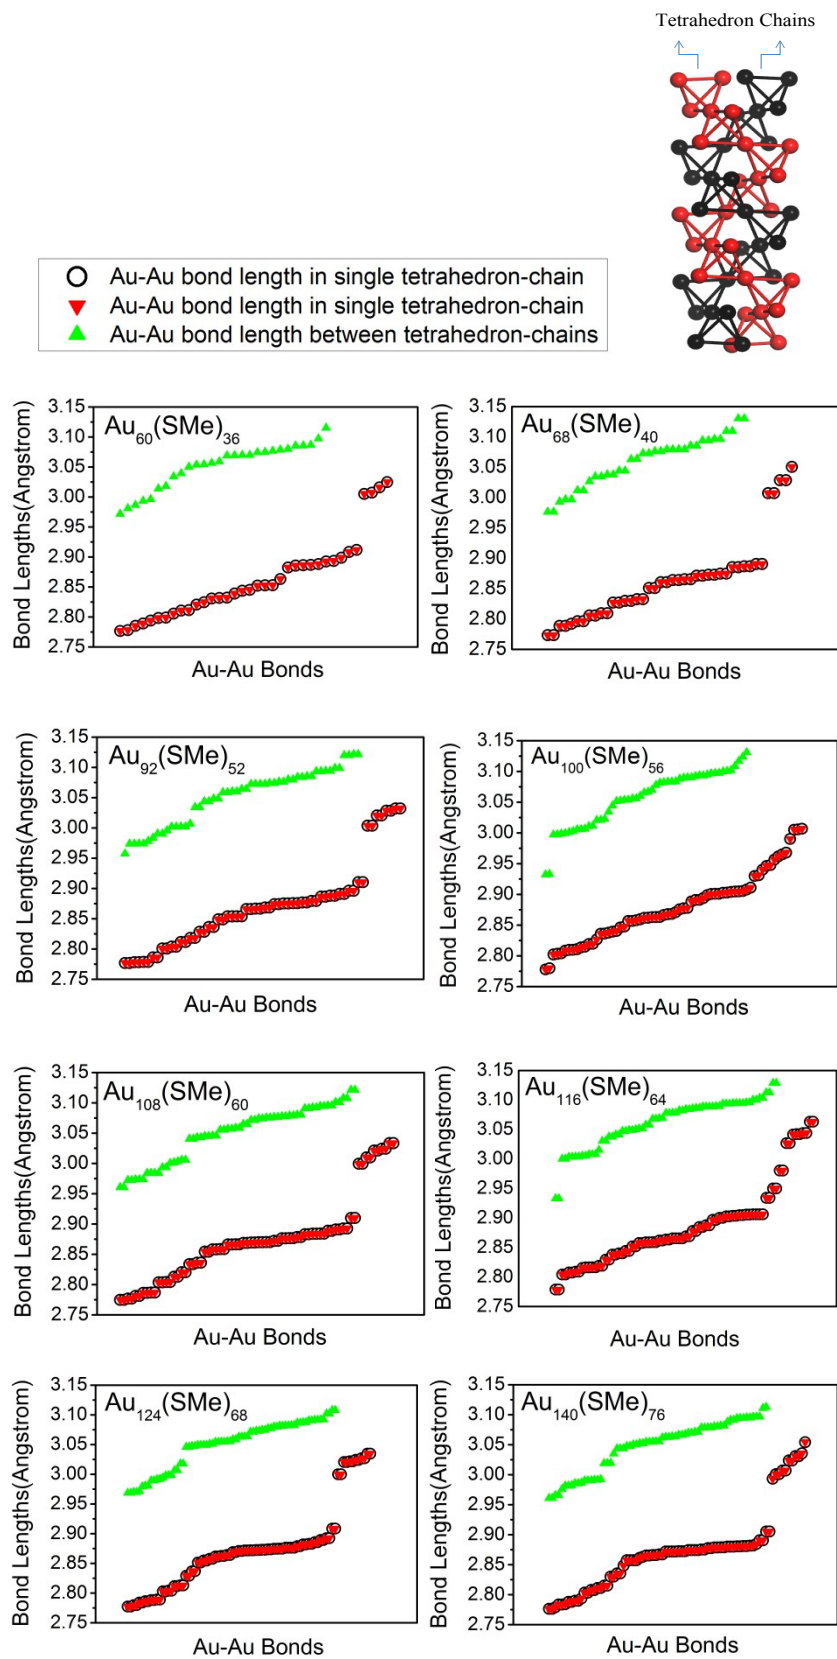 Tetrahedron Chains
Au-Au bond length in single tetrahedron-chain
Au-Au bond length in single tetrahedron-chain
Au-Au bond length between tetrahedron-chains
Au60(SMe)36
3.15
3.10
3.05
3.00
2.95
2.90
2.80
2.75
Bond Lengths(Angstrom)
Au-Au Bonds
Au68(SMe)40
3.15
3.10
3.05
3.00
2.95
2.90
2.85
2.80
2.75
Bond Lengths(Angstrom)
Au-Au Bonds
Au92(SMe)52
3.15
3.10
3.05
3.00
2.95
2.90
2.85
2.80
2.75
Bond Lengths(Angstrom)
Au-Au Bonds
Au100(SMe)56
3.15
3.10
3.05
3.00
2.95
2.90
2.85
2.80
2.75
Bond Lengths(Angstrom)
Au-Au Bonds
Au108(SMe)60
3.15
3.10
3.05
3.00
2.95
2.90
2.85
2.80
2.75
Bond Lengths(Angstrom)
Au-Au Bonds
Au116(SMe)64
3.15
3.10
3.05
3.00
2.95
2.90
2.85
2.80
2.75
Bond Lengths(Angstrom)
Au-Au Bonds
Au124(SMe)68
3.15
3.10
3.05
3.00
2.95
2.90
2.85
2.80
2.75
Bond Lengths(Angstrom)
Au-Au Bonds
Au140(SMe)76
3.15
3.10
3.05
3.00
2.95
2.90
2.85
2.80
2.75
Bond Lengths(Angstrom)
Au-Au Bonds